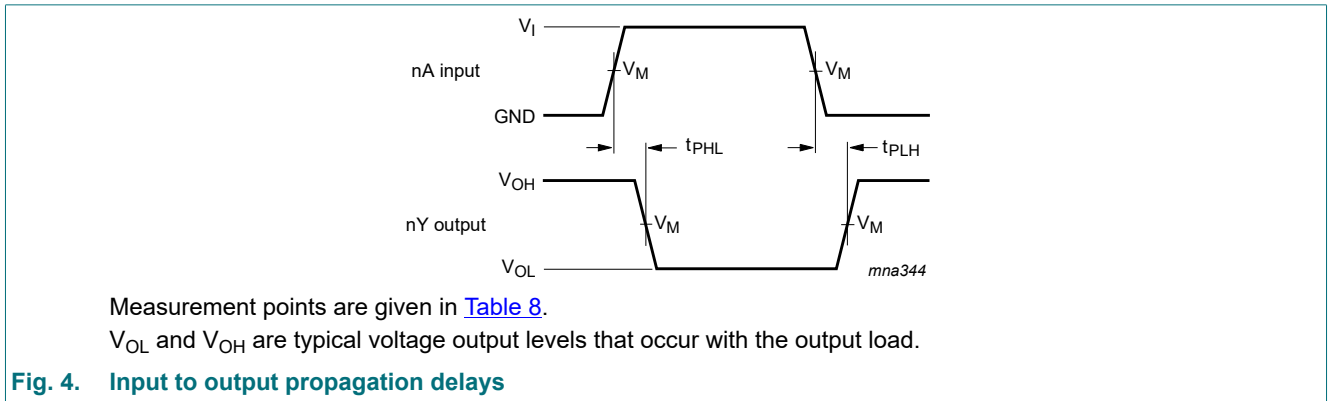 V_I
nA input
V_M
V_M
GND
t_PHL
t_PLH
V_OH
nY output
V_M
V_M
V_OL
mna344
Measurement points are given in Table 8.
V_OL and V_OH are typical voltage output levels that occur with the output load.
Fig. 4. Input to output propagation delays